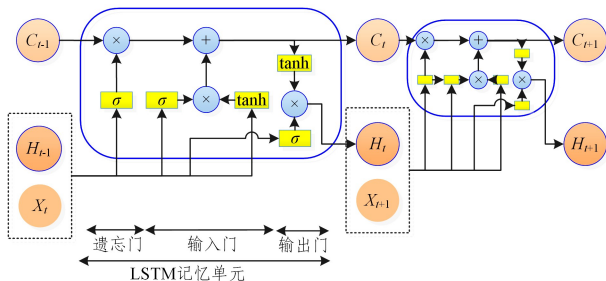 C_{t-1} × + C_t × + C_{t+1}
tanh
σ σ × tanh × × ×
σ
H_{t-1} H_t H_{t+1}
X_t X_{t+1}
遗忘门 输入门 输出门
LSTM记忆单元